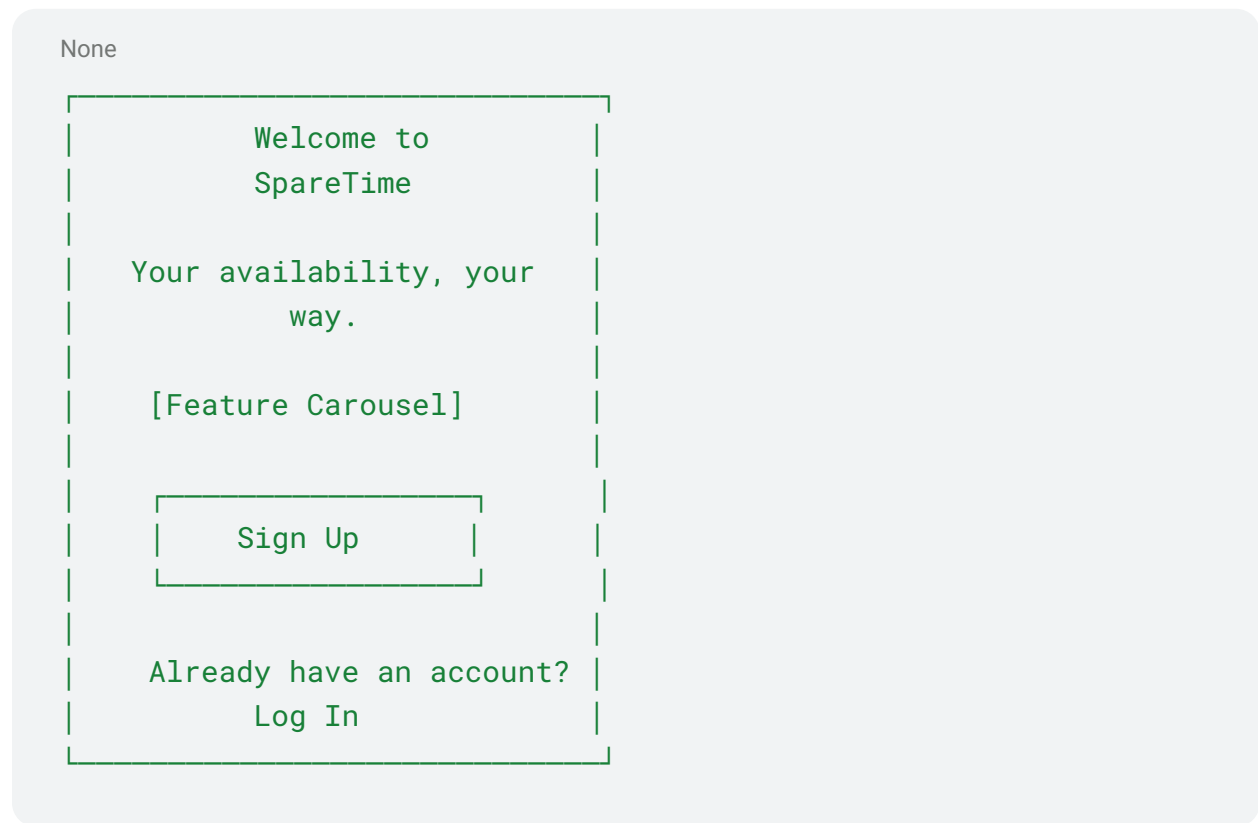 None
Welcome to
SpareTime
Your availability, your
way.
[Feature Carousel]
Sign Up
Already have an account?
Log In